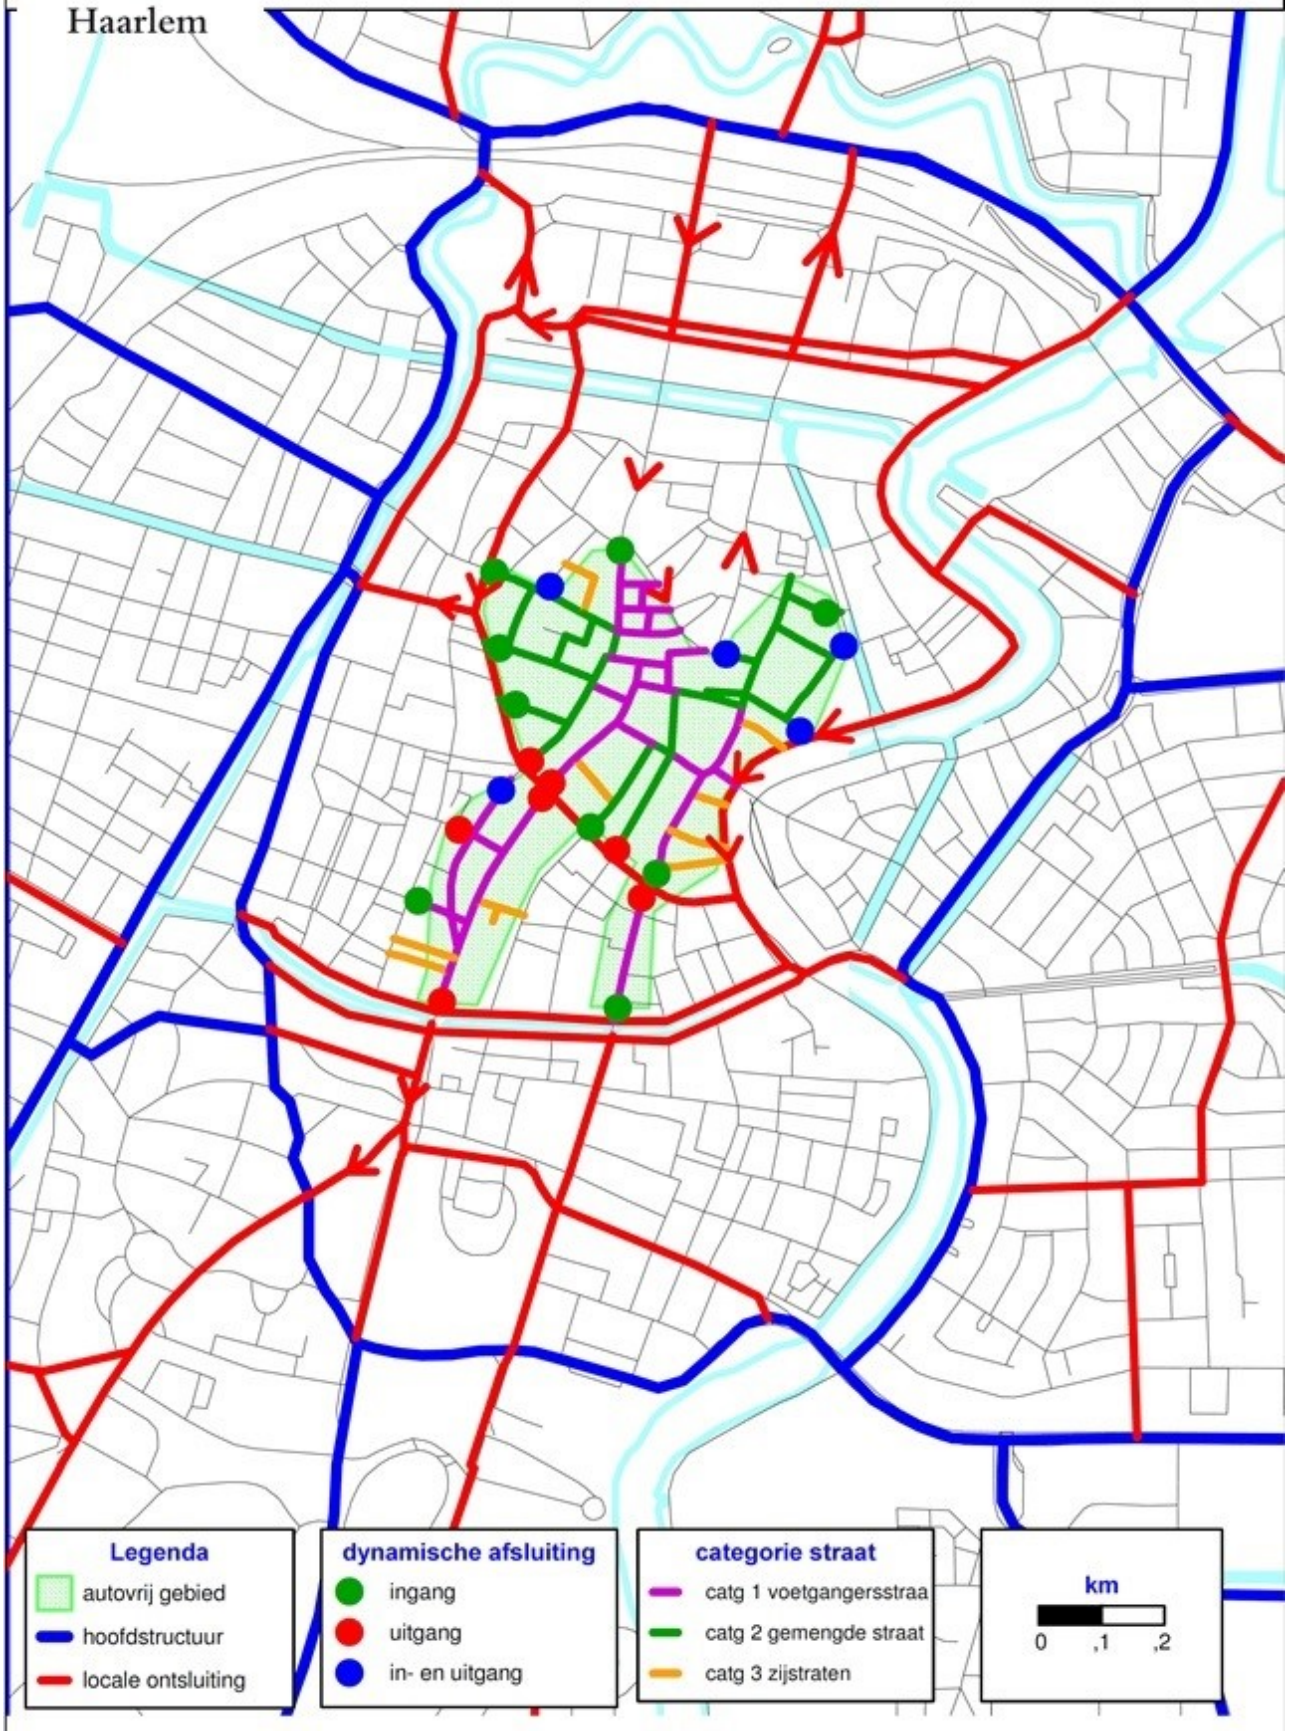 Haarlem
Legenda
autovrij gebied
hoofdstructuur
locale ontsluiting
dynamische afsluiting
ingang
uitgang
in- en uitgang
categorie straat
catg 1 voetgangersstraa
catg 2 gemengde straat
catg 3 zijstraten
km
0 ,1 ,2